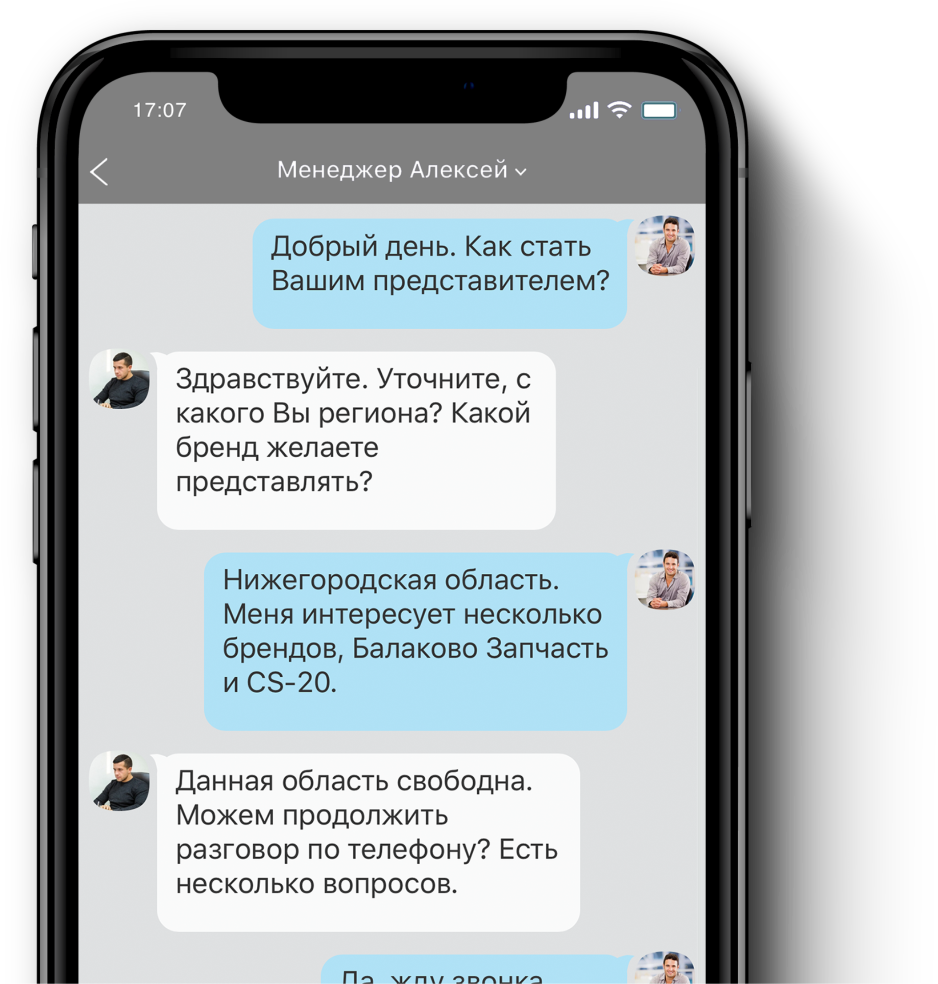 17:07
Менеджер Алексей
Добрый день. Как стать
Вашим представителем?
Здравствуйте. Уточните, с
какого Вы региона? Какой
бренд желаете
представлять?
Нижегородская область.
Меня интересует несколько
брендов, Балаково Запчасть
и CS-20.
Данная область свободна.
Можем продолжить
разговор по телефону? Есть
несколько вопросов.
Да, жду звонка